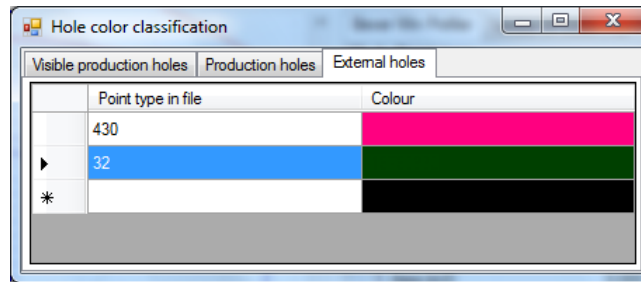 Hole color classification
Visible production holes Production holes External holes
Point type in file Colour
430
32